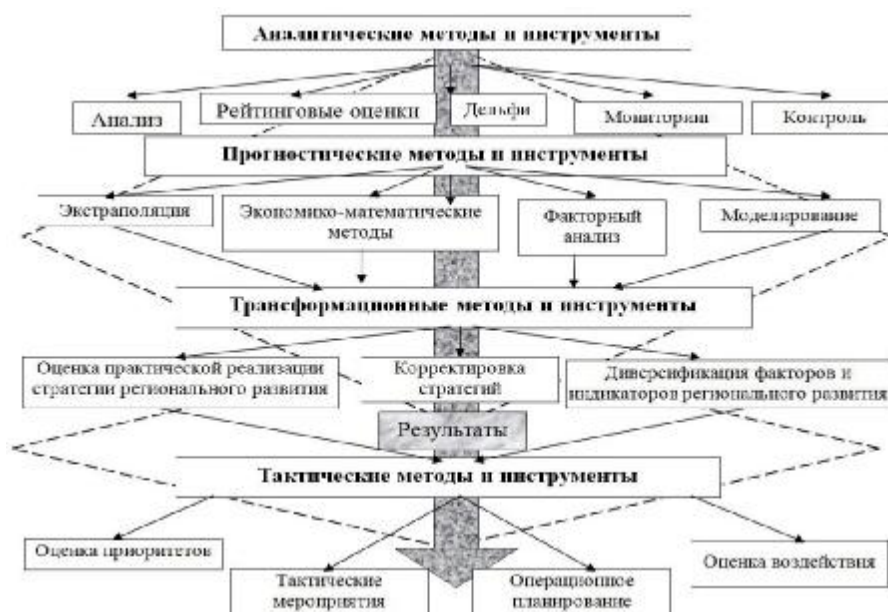 Аналитические методы и инструменты
Анализ
Рейтинговые оценки
Дельфи
Мониторинг
Контроль
Прогностические методы и инструменты
Экстраполяция
Экономико-математические
методы
Факторный
анализ
Моделирование
Трансформационные методы и инструменты
Оценка практической реализации
стратегии регионального развития
Корректировка
стратегий
Диверсификация факторов и
индикаторов регионального развития
Результаты
Тактические методы и инструменты
Оценка приоритетов
Тактические
мероприятия
Операционное
планирование
Оценка воздействия